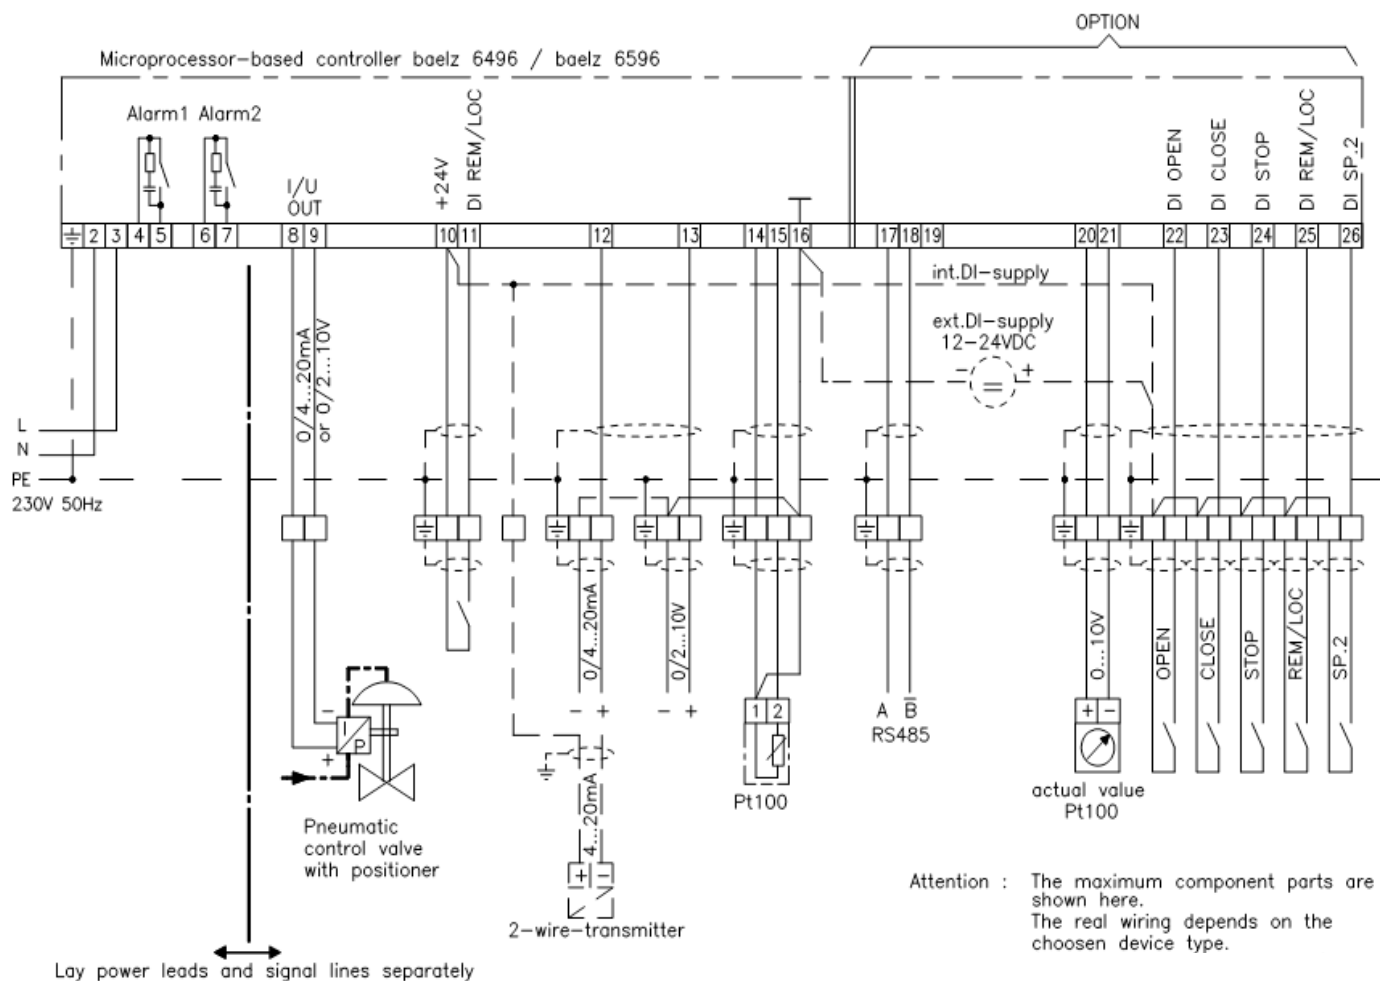 OPTION
Microprocessor-based controller baelz 6496 / baelz 6596
Alarm1 Alarm2
I/U
OUT
+24V
DI REM/LOC
DI OPEN
DI CLOSE
DI STOP
DI REM/LOC
DI SP.2
2 3 4 5 6 7 8 9 10 11 12 13 14 15 16 17 18 19 20 21 22 23 24 25 26
int.DI-supply
ext.DI-supply
12-24VDC
- = +
0/4...20mA
or 0/2...10V
L
N
PE
230V 50Hz
0/4...20mA
0/2...10V
0...10V
OPEN
CLOSE
STOP
REM/LOC
SP.2
- +
- +
1 2
A B̅
RS485
+ -
-
I
P
+
Pt100
actual value
Pt100
4...20mA
Pneumatic
control valve
with positioner
+ -
2-wire-transmitter
Attention : The maximum component parts are
shown here.
The real wiring depends on the
choosen device type.
Lay power leads and signal lines separately